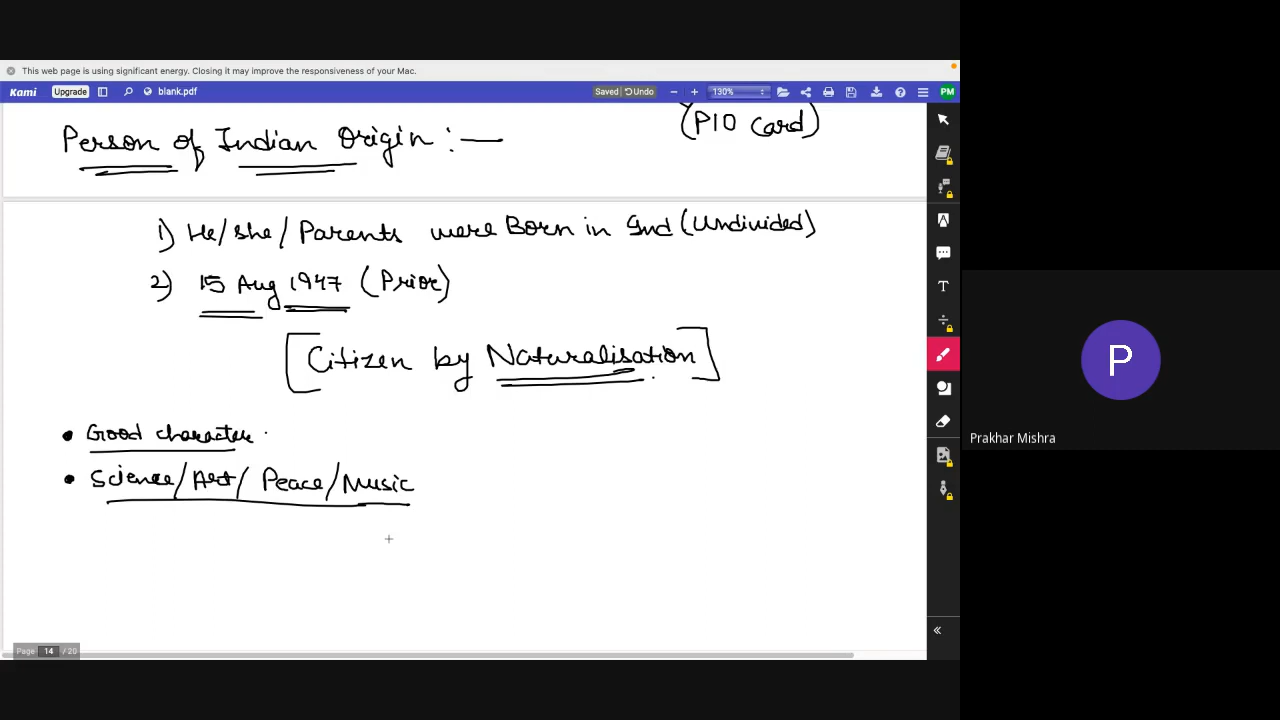 This web page is using significant energy. Closing it may improve the responsiveness of your Mac.
Kami Upgrade blank.pdf Saved Undo 130% PM
(PIO card)
Person of Indian Origin :—
1) He/she/Parents were Born in Ind (Undivided)
2) 15 Aug 1947 (Prior)
[Citizen by Naturalisation]
• Good character
• Science/Art/Peace/Music
P
Prakhar Mishra
Page 14 / 20